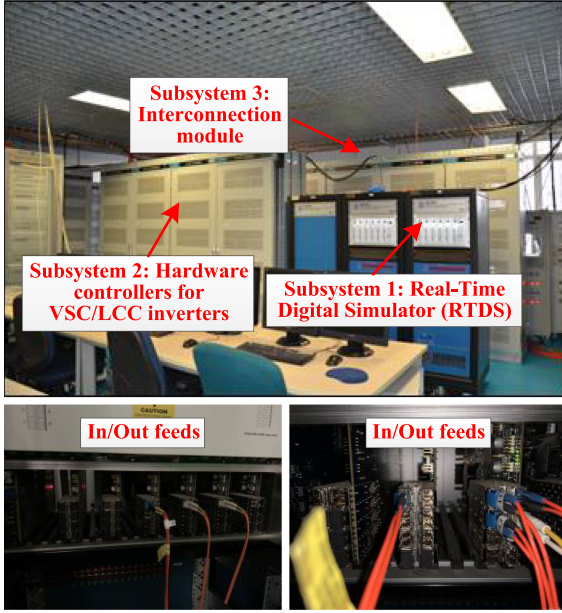 Subsystem 3:
Interconnection
module
Subsystem 2: Hardware
controllers for
VSC/LCC inverters
Subsystem 1: Real-Time
Digital Simulator (RTDS)
CAUTION
In/Out feeds
In/Out feeds